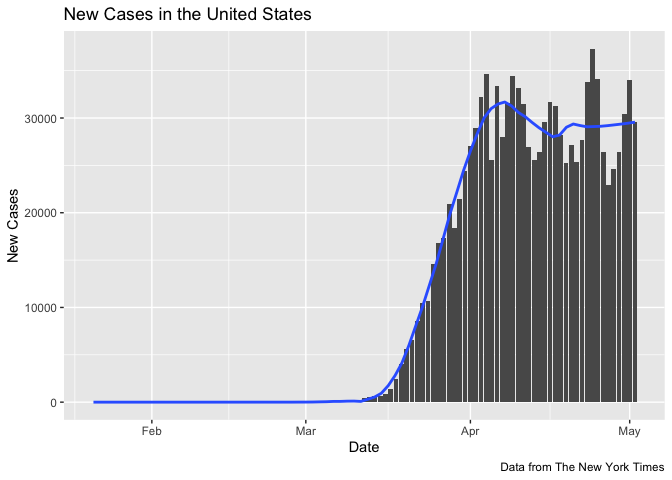 New Cases in the United States
New Cases
30000
20000
10000
0
Feb
Mar
Apr
May
Date
Data from The New York Times